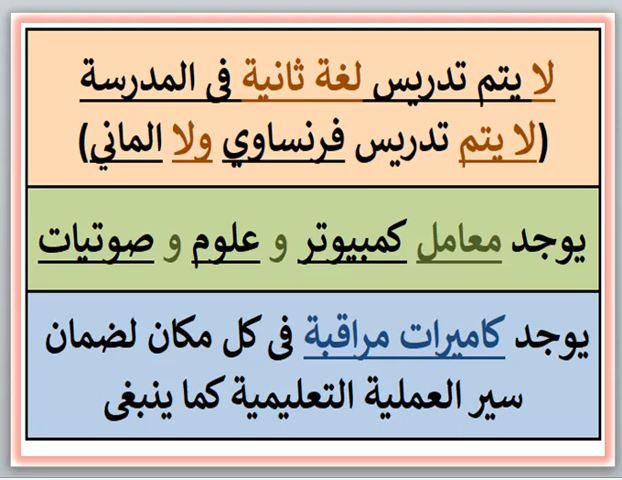 لا يتم تدريس لغة ثانية فى المدرسة
(لا يتم تدريس فرنساوي ولا الماني)
يوجد معامل كمبيوتر و علوم و صوتيات
يوجد كاميرات مراقبة فى كل مكان لضمان
سير العملية التعليمية كما ينبغى